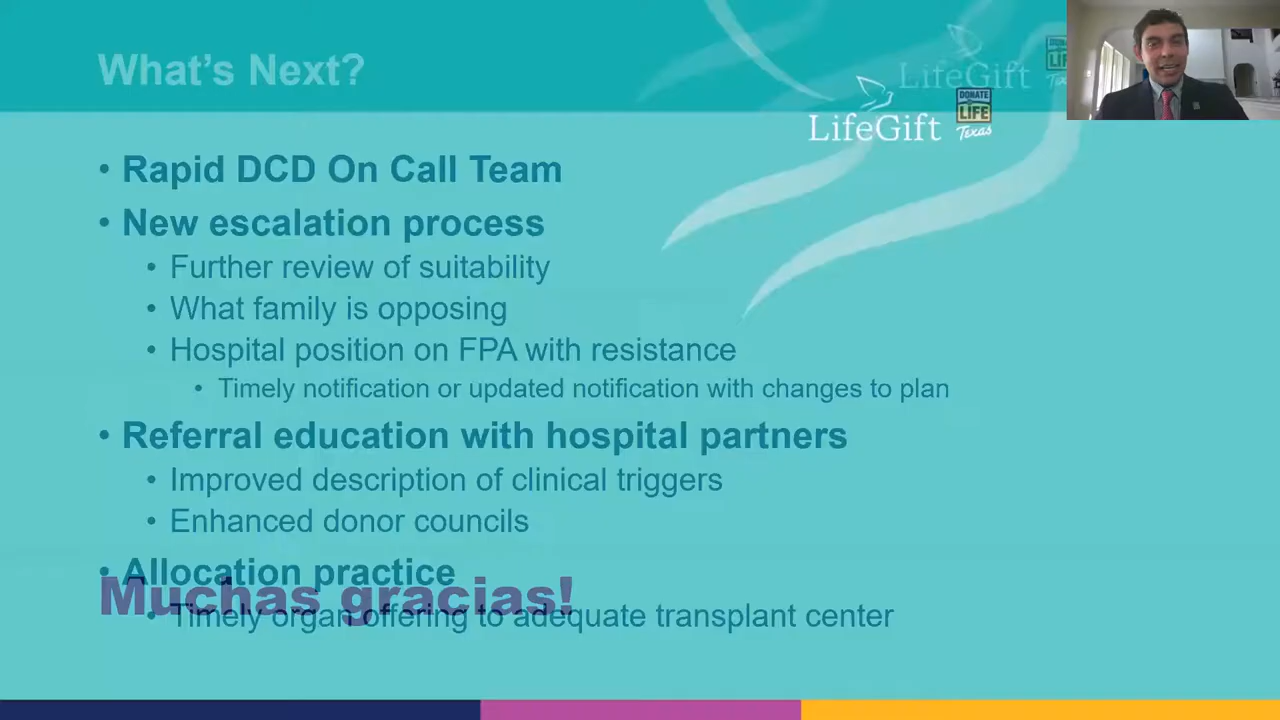 What's Next?
LifeGift
DONATE
LIFE
Texas
LifeGift
• Rapid DCD On Call Team
• New escalation process
• Further review of suitability
• What family is opposing
• Hospital position on FPA with resistance
• Timely notification or updated notification with changes to plan
• Referral education with hospital partners
• Improved description of clinical triggers
• Enhanced donor councils
• Allocation practice
Muchas gracias!
• Timely organ offering to adequate transplant center